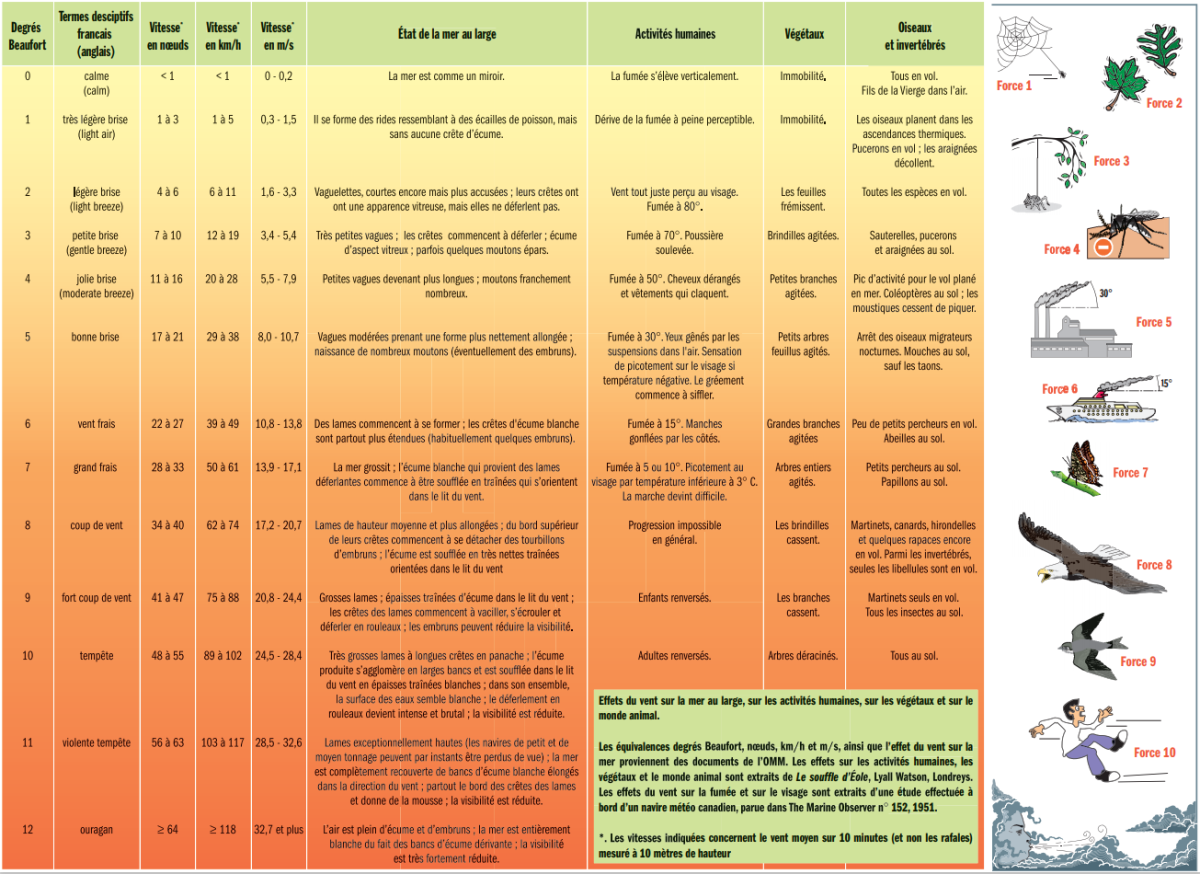 Degrés
Beaufort
Termes desciptifs
francais
(anglais)
Vitesse*
en nœuds
Vitesse*
en km/h
Vitesse*
en m/s
État de la mer au large
Activités humaines
Végétaux
Oiseaux
et invertébrés
0
calme
(calm)
< 1
< 1
0 - 0,2
La mer est comme un miroir.
La fumée s'élève verticalement.
Immobilité.
Tous en vol.
Fils de la Vierge dans l'air.
1
très légère brise
(light air)
1 à 3
1 à 5
0,3 - 1,5
Il se forme des rides ressemblant à des écailles de poisson, mais
sans aucune crête d'écume.
Dérive de la fumée à peine perceptible.
Immobilité.
Les oiseaux planent dans les
ascendances thermiques.
Pucerons en vol ; les araignées
décollent.
2
légère brise
(light breeze)
4 à 6
6 à 11
1,6 - 3,3
Vaguelettes, courtes encore mais plus accusées ; leurs crêtes ont
ont une apparence vitreuse, mais elles ne déferlent pas.
Vent tout juste perçu au visage.
Fumée à 80°.
Les feuilles
frémissent.
Toutes les espèces en vol.
3
petite brise
(gentle breeze)
7 à 10
12 à 19
3,4 - 5,4
Très petites vagues ; les crêtes commencent à déferler ; écume
d'aspect vitreux ; parfois quelques moutons épars.
Fumée à 70°. Poussière
soulevée.
Brindilles agitées.
Sauterelles, pucerons
et araignées au sol.
4
jolie brise
(moderate breeze)
11 à 16
20 à 28
5,5 - 7,9
Petites vagues devenant plus longues ; moutons franchement
nombreux.
Fumée à 50°. Cheveux dérangés
et vêtements qui claquent.
Petites branches
agitées.
Pic d'activité pour le vol plané
en mer. Coléoptères au sol ; les
moustiques cessent de piquer.
5
bonne brise
17 à 21
29 à 38
8,0 - 10,7
Vagues modérées prenant une forme plus nettement allongée ;
naissance de nombreux moutons (éventuellement des embruns).
Fumée à 30°. Yeux gênés par les
suspensions dans l'air. Sensation
de picotement sur le visage si
température négative. Le gréement
commence à siffler.
Petits arbres
feuillus agités.
Arrêt des oiseaux migrateurs
nocturnes. Mouches au sol,
sauf les taons.
6
vent frais
22 à 27
39 à 49
10,8 - 13,8
Des lames commencent à se former ; les crêtes d'écume blanche
sont partout plus étendues (habituellement quelques embruns).
Fumée à 15°. Manches
gonflées par les côtés.
Grandes branches
agitées
Peu de petits percheurs en vol.
Abeilles au sol.
7
grand frais
28 à 33
50 à 61
13,9 - 17,1
La mer grossit ; l'écume blanche qui provient des lames
déferlantes commence à être soufflée en traînées qui s'orientent
dans le lit du vent.
Fumée à 5 ou 10°. Picotement au
visage par température inférieure à 3° C.
La marche devint difficile.
Arbres entiers
agités.
Petits percheurs au sol.
Papillons au sol.
8
coup de vent
34 à 40
62 à 74
17,2 - 20,7
Lames de hauteur moyenne et plus allongées ; du bord supérieur
de leurs crêtes commencent à se détacher des tourbillons
d'embruns ; l'écume est soufflée en très nettes traînées
orientées dans le lit du vent
Progression impossible
en général.
Les brindilles
cassent.
Martinets, canards, hirondelles
et quelques rapaces encore
en vol. Parmi les invertébrés,
seules les libellules sont en vol.
9
fort coup de vent
41 à 47
75 à 88
20,8 - 24,4
Grosses lames ; épaisses traînées d'écume dans le lit du vent ;
les crêtes des lames commencent à vaciller, s'écrouler et
déferler en rouleaux ; les embruns peuvent réduire la visibilité.
Enfants renversés.
Les branches
cassent.
Martinets seuls en vol.
Tous les insectes au sol.
10
tempête
48 à 55
89 à 102
24,5 - 28,4
Très grosses lames à longues crêtes en panache ; l'écume
produite s'agglomère en larges bancs et est soufflée dans le lit
du vent en épaisses traînées blanches ; dans son ensemble,
la surface des eaux semble blanche ; le déferlement en
rouleaux devient intense et brutal ; la visibilité est réduite.
Adultes renversés.
Arbres déracinés.
Tous au sol.
11
violente tempête
56 à 63
103 à 117
28,5 - 32,6
Lames exceptionnellement hautes (les navires de petit et de
moyen tonnage peuvent par instants être perdus de vue) ; la mer
est complètement recouverte de bancs d'écume blanche élongés
dans la direction du vent ; partout le bord des crêtes des lames
et donne de la mousse ; la visibilité est réduite.
12
ouragan
≥ 64
≥ 118
32,7 et plus
L'air est plein d'écume et d'embruns ; la mer est entièrement
blanche du fait des bancs d'écume dérivante ; la visibilité
est très fortement réduite.
Effets du vent sur la mer au large, sur les activités humaines, sur les végétaux et sur le
monde animal.
Les équivalences degrés Beaufort, nœuds, km/h et m/s, ainsi que l'effet du vent sur la
mer proviennent des documents de l'OMM. Les effets sur les activités humaines, les
végétaux et le monde animal sont extraits de Le souffle d'Éole, Lyall Watson, Londreys.
Les effets du vent sur la fumée et sur le visage sont extraits d'une étude effectuée à
bord d'un navire météo canadien, parue dans The Marine Observer n° 152, 1951.
*. Les vitesses indiquées concernent le vent moyen sur 10 minutes (et non les rafales)
mesuré à 10 mètres de hauteur
Force 1
Force 2
Force 3
Force 4
30°
Force 5
15°
Force 6
Force 7
Force 8
Force 9
Force 10